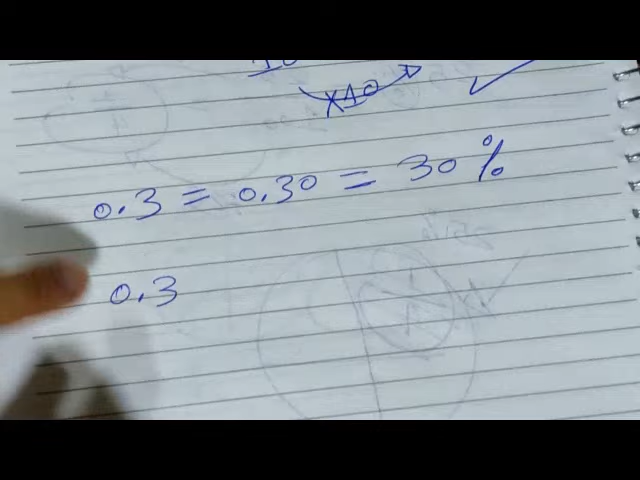 ×10
0.3 = 0.30 = 30%
0.3